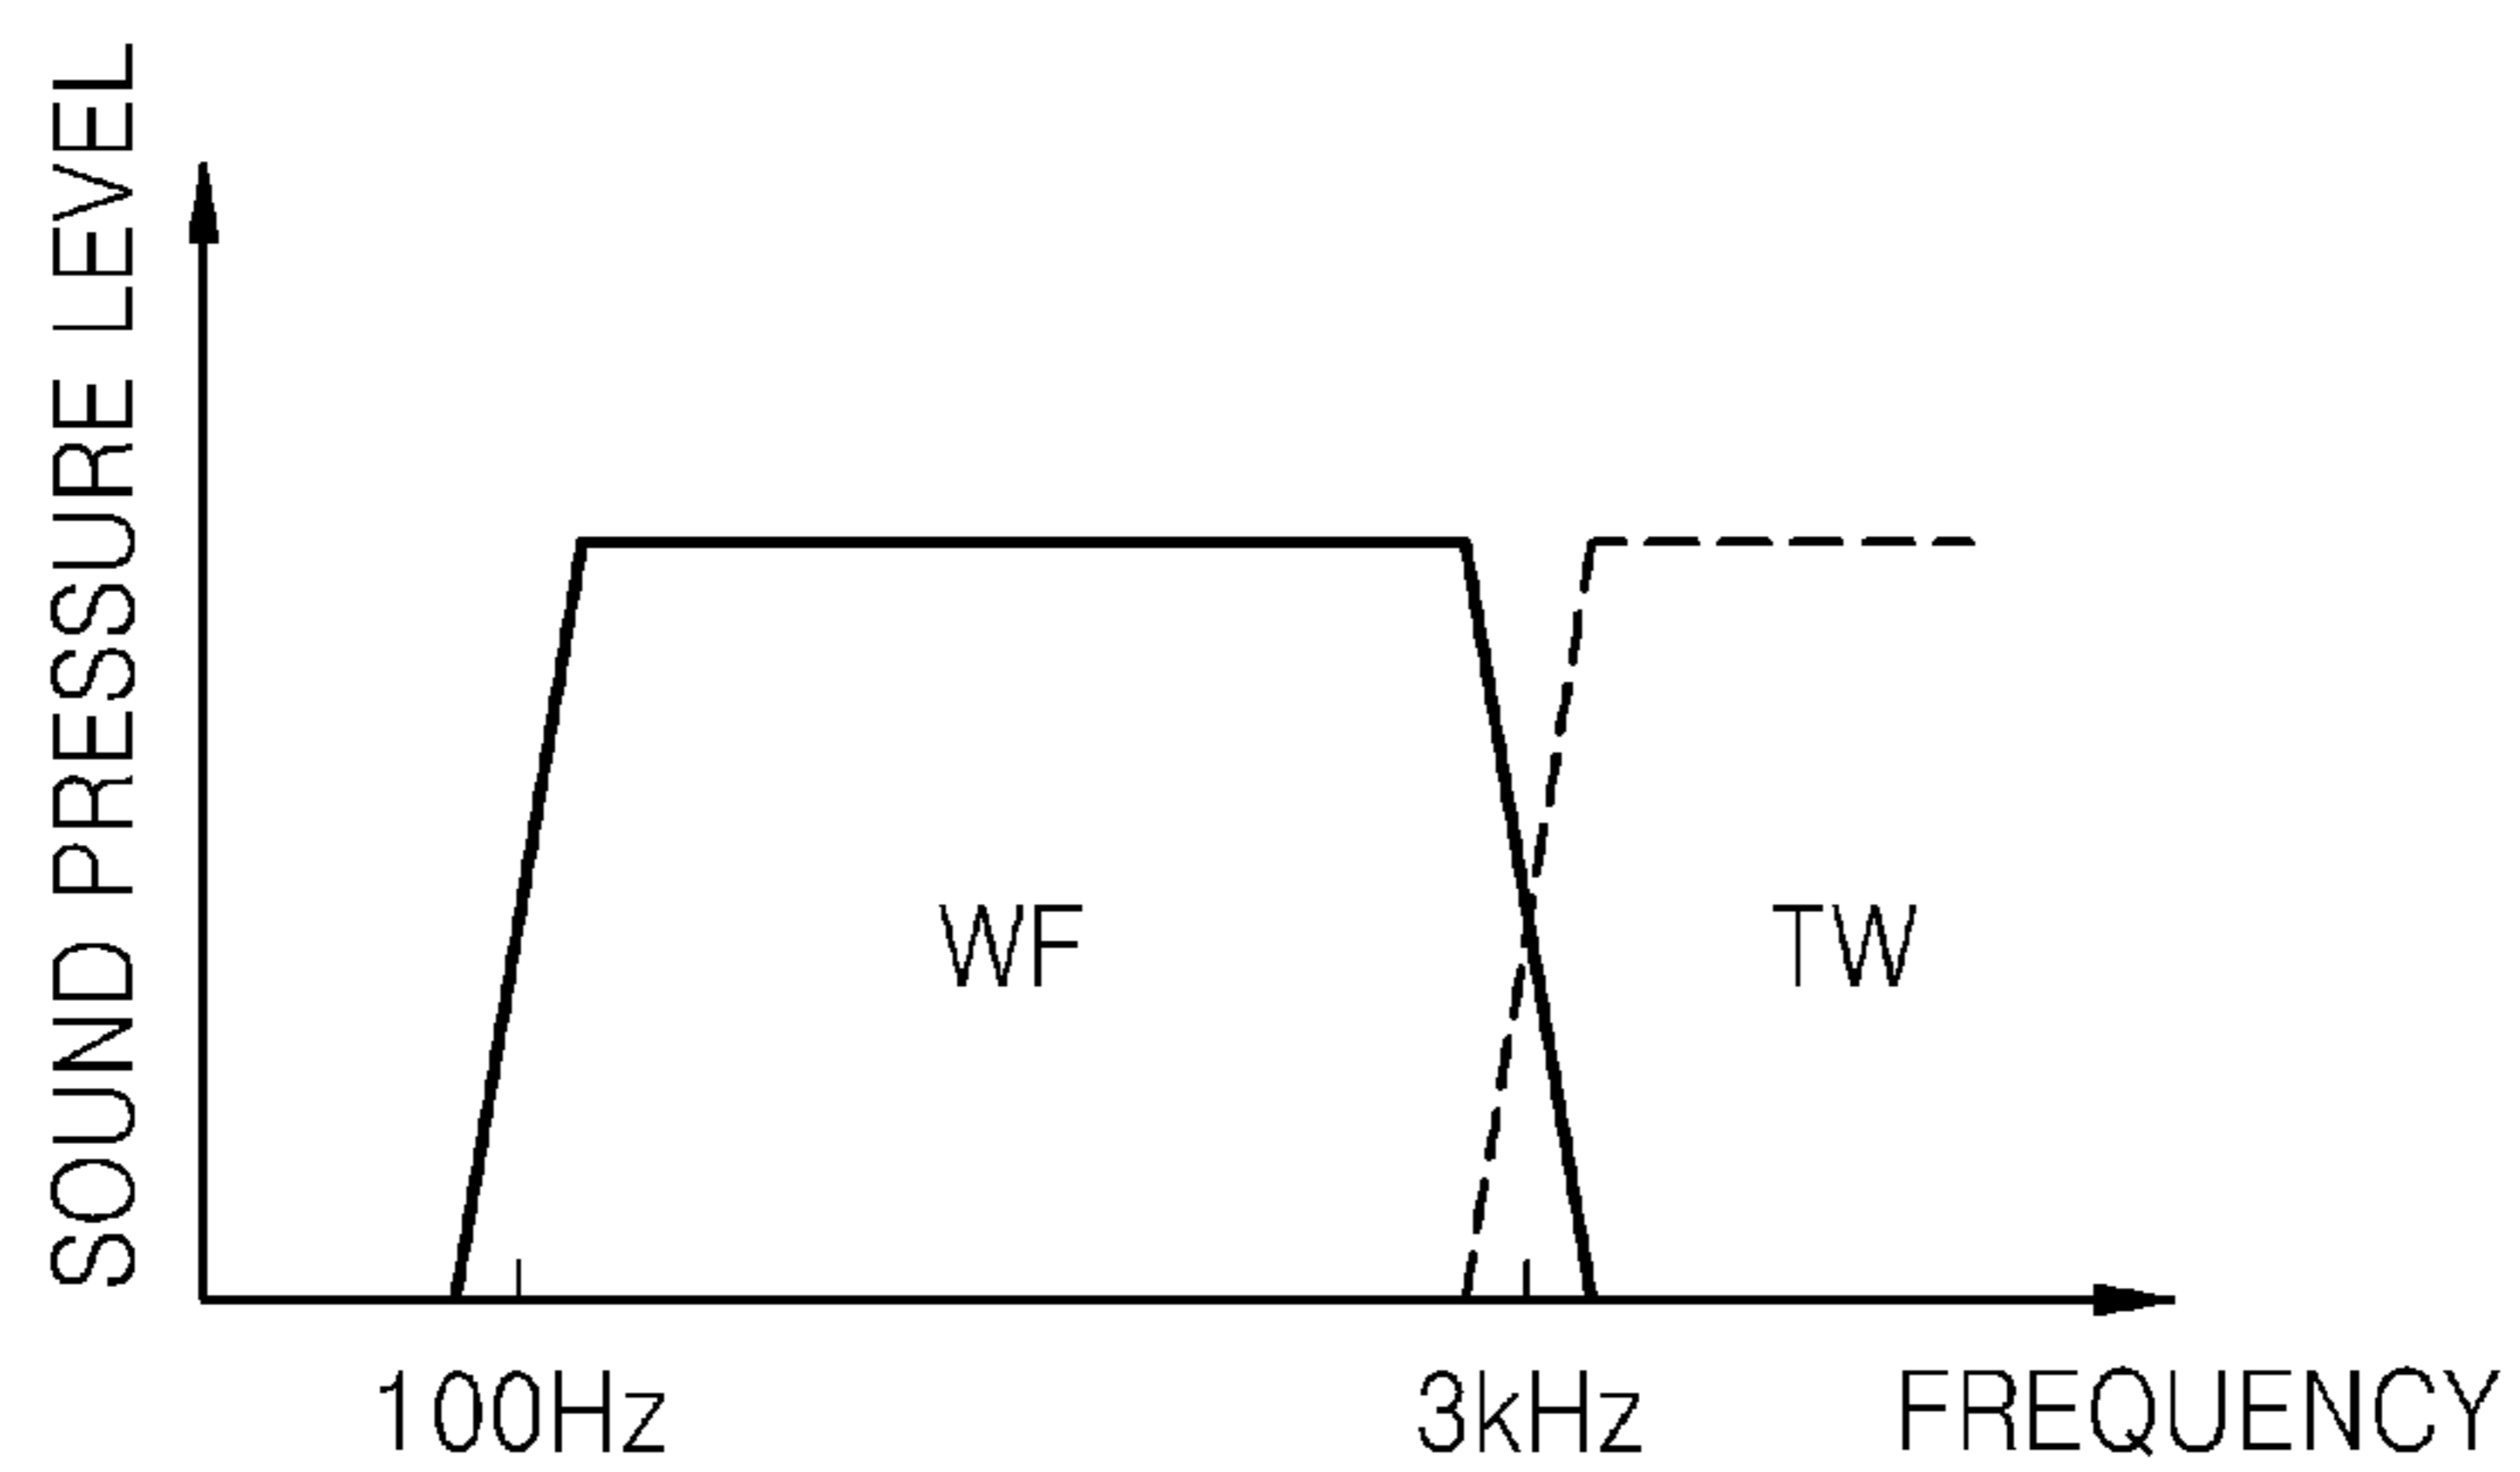 SOUND PRESSURE LEVEL
WF
TW
100Hz
3kHz
FREQUENCY